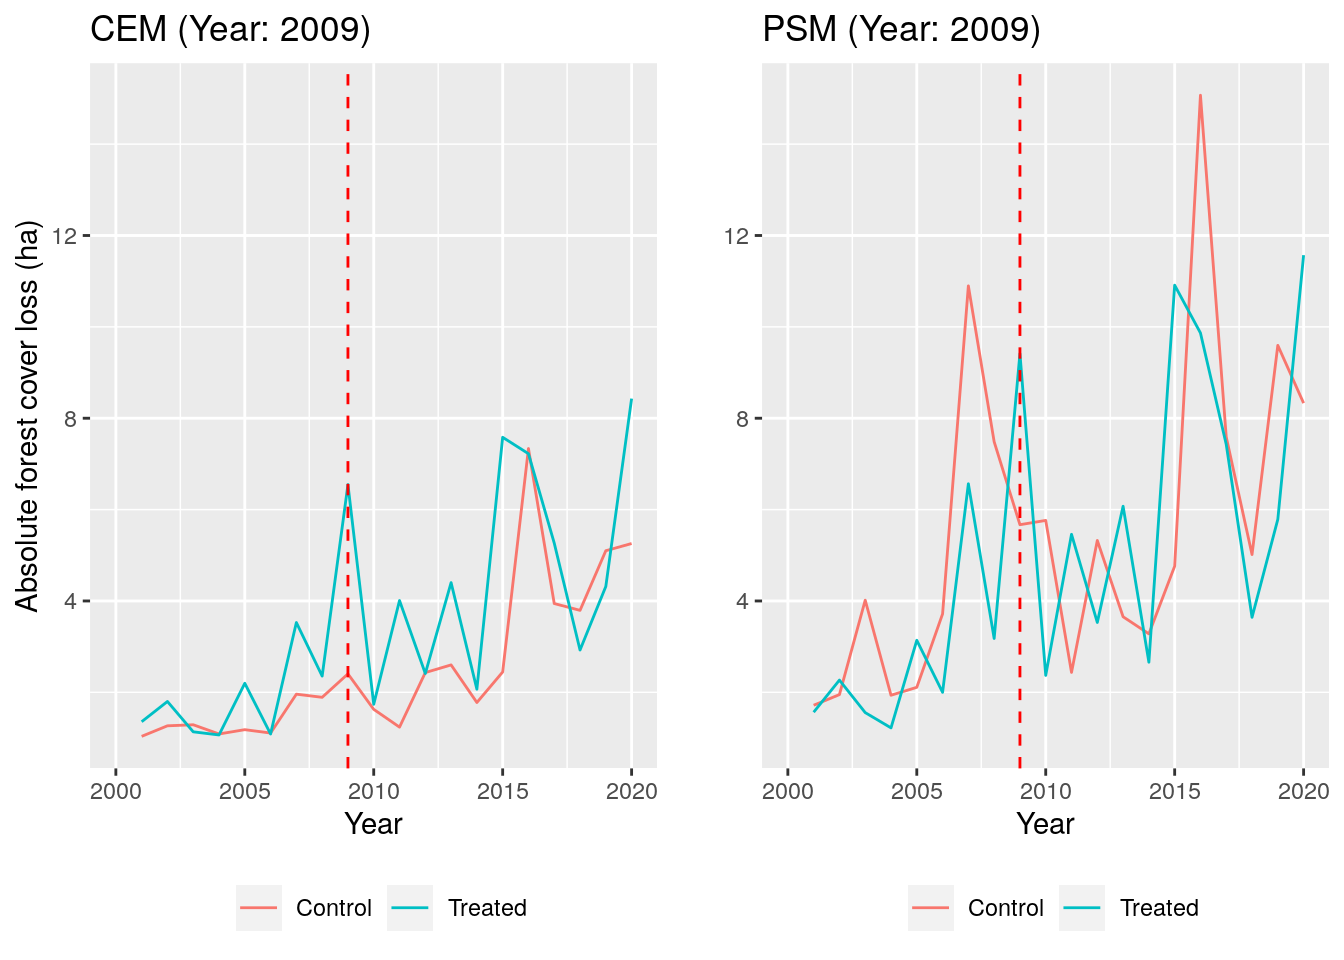 CEM (Year: 2009)
Absolute forest cover loss (ha)
12
8
4
2000 2005 2010 2015 2020
Year
Control Treated
PSM (Year: 2009)
12
8
4
2000 2005 2010 2015 2020
Year
Control Treated